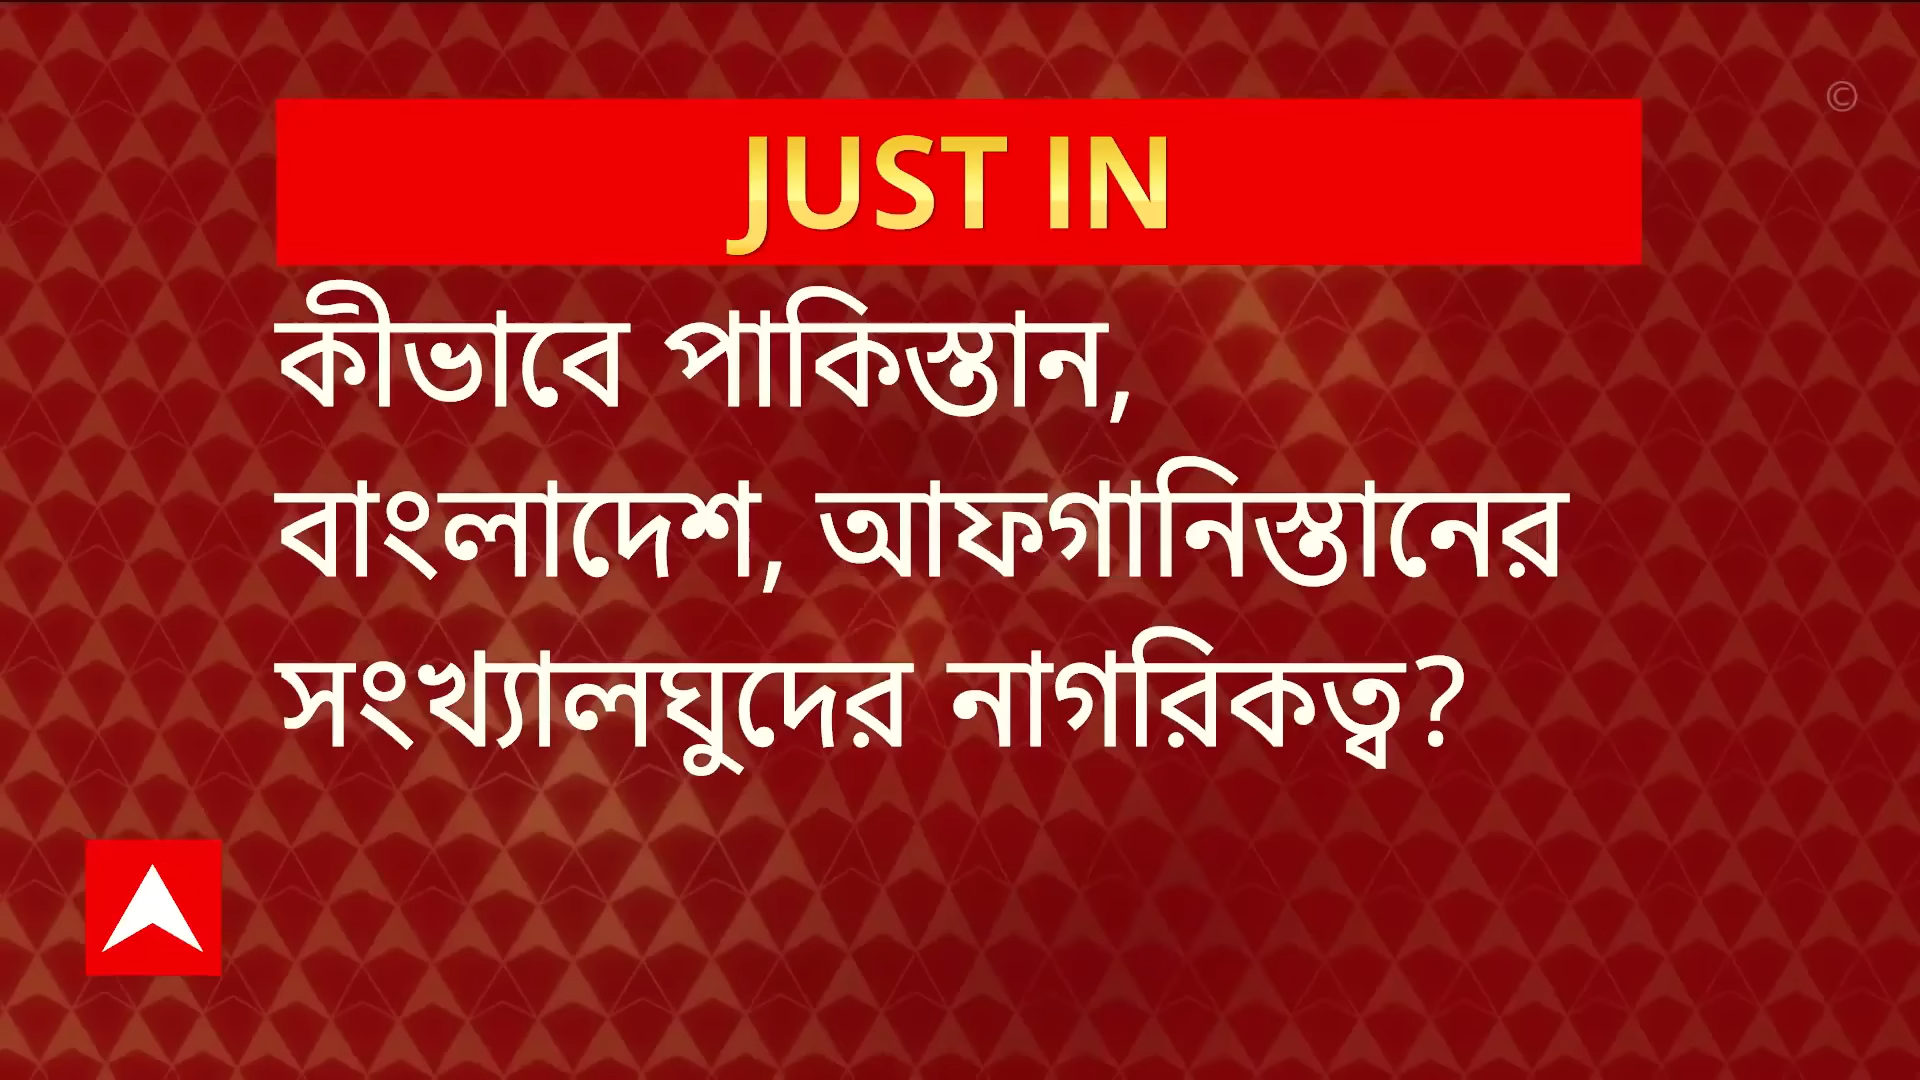 ©
JUST IN
কীভাবে পাকিস্তান,
বাংলাদেশ, আফগানিস্তানের
সংখ্যালঘুদের নাগরিকত্ব?